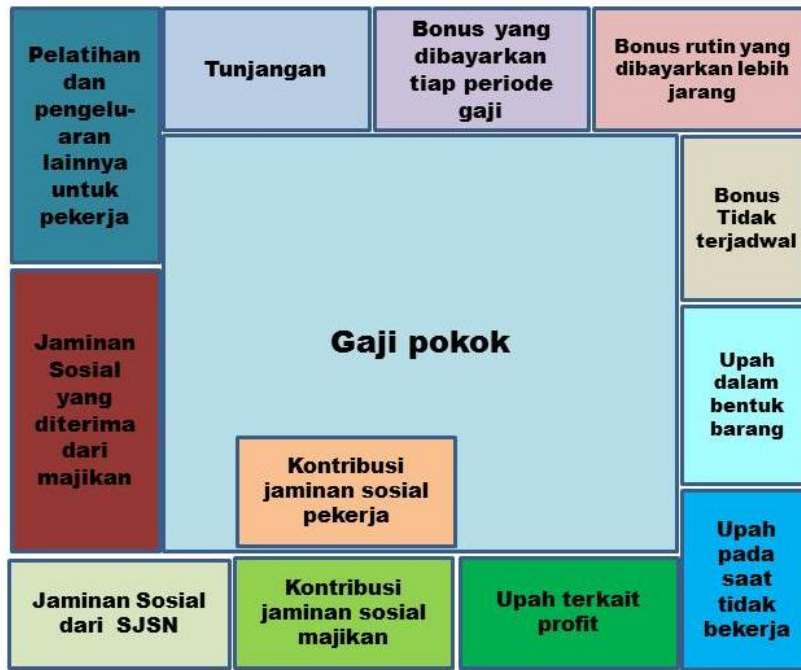 Pelatihan
dan
pengelu-
aran
lainnya
untuk
pekerja
Tunjangan
Bonus yang
dibayarkan
tiap periode
gaji
Bonus rutin yang
dibayarkan lebih
jarang
Bonus
Tidak
terjadwal
Jaminan
Sosial
yang
diterima
dari
majikan
Gaji pokok
Upah
dalam
bentuk
barang
Kontribusi
jaminan sosial
pekerja
Upah
pada
saat
tidak
bekerja
Jaminan Sosial
dari SJSN
Kontribusi
jaminan sosial
majikan
Upah terkait
profit